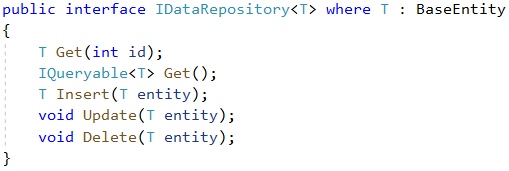 public interface IDataRepository<T> where T : BaseEntity
{
    T Get(int id);
    IQueryable<T> Get();
    T Insert(T entity);
    void Update(T entity);
    void Delete(T entity);
}